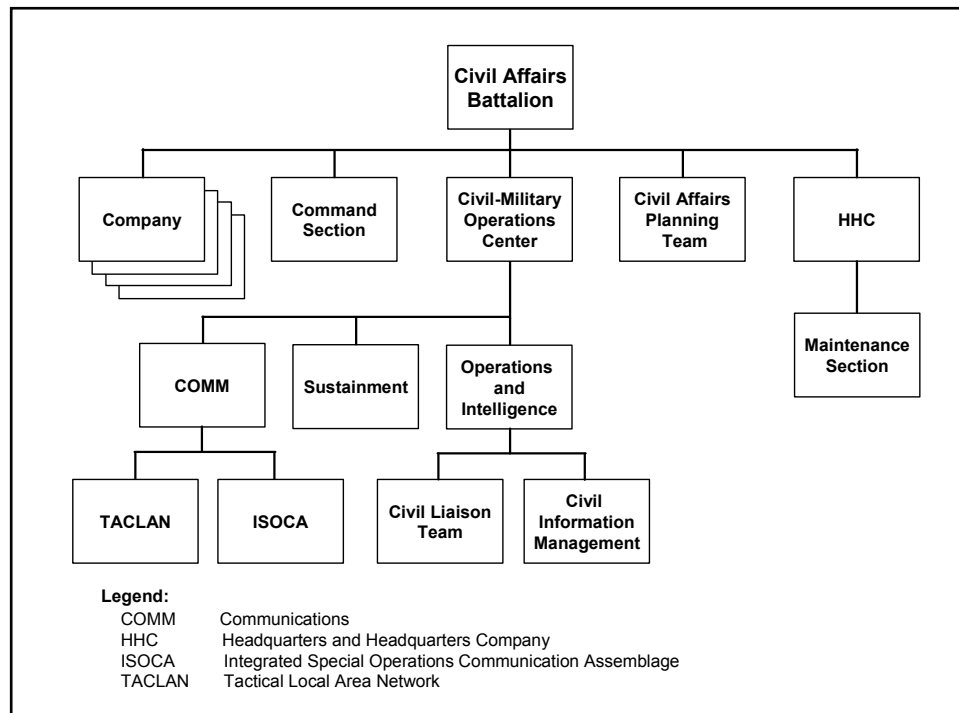 Civil Affairs
Battalion
Company
Command
Section
Civil-Military
Operations
Center
Civil Affairs
Planning
Team
HHC
COMM
Sustainment
Operations
and
Intelligence
Maintenance
Section
TACLAN
ISOCA
Civil Liaison
Team
Civil
Information
Management
Legend:
COMM Communications
HHC Headquarters and Headquarters Company
ISOCA Integrated Special Operations Communication Assemblage
TACLAN Tactical Local Area Network